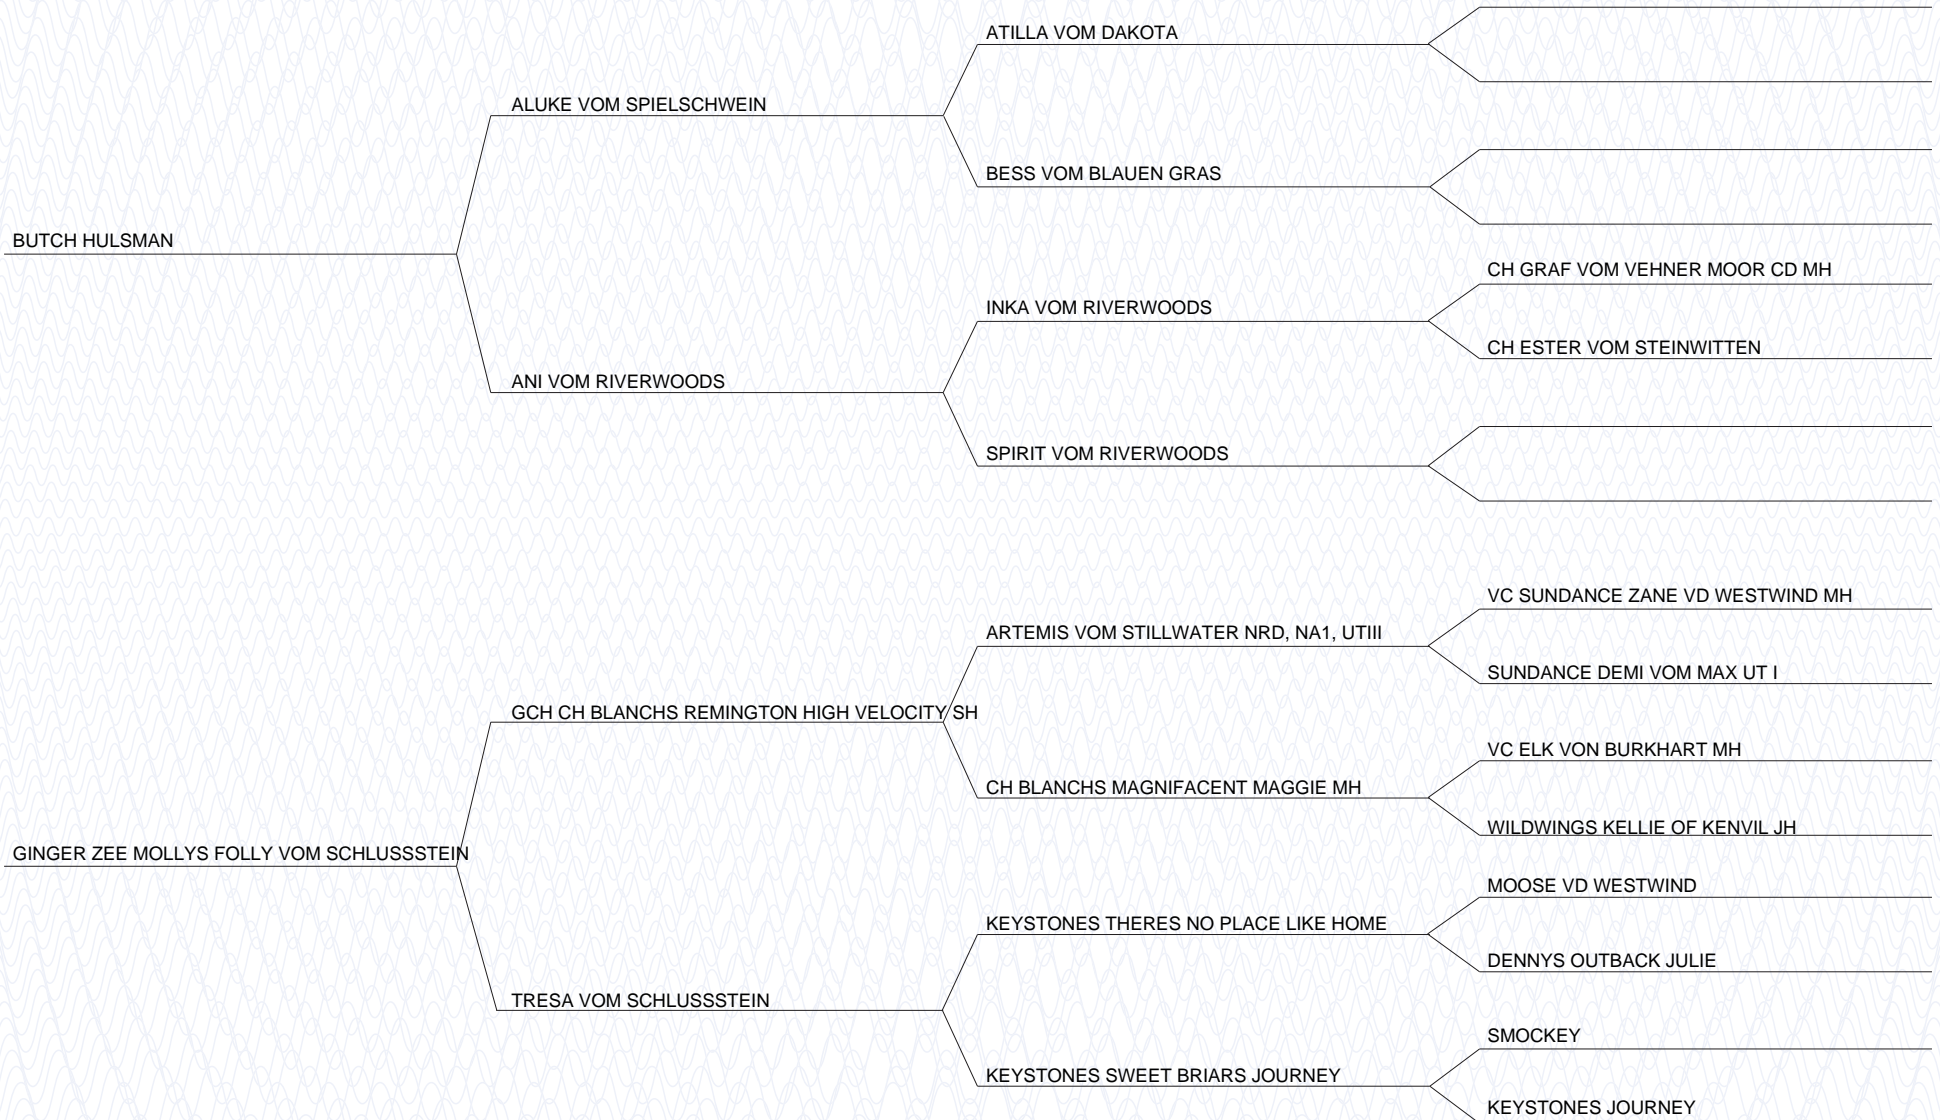 ATILLA VOM DAKOTA
ALUKE VOM SPIELSCHWEIN
BESS VOM BLAUEN GRAS
BUTCH HULSMAN
CH GRAF VOM VEHNER MOOR CD MH
INKA VOM RIVERWOODS
CH ESTER VOM STEINWITTEN
ANI VOM RIVERWOODS
SPIRIT VOM RIVERWOODS
VC SUNDANCE ZANE VD WESTWIND MH
ARTEMIS VOM STILLWATER NRD, NA1, UTIII
SUNDANCE DEMI VOM MAX UT I
GCH CH BLANCHS REMINGTON HIGH VELOCITY SH
VC ELK VON BURKHART MH
CH BLANCHS MAGNIFACENT MAGGIE MH
WILDWINGS KELLIE OF KENVIL JH
GINGER ZEE MOLLYS FOLLY VOM SCHLUSSSTEIN
MOOSE VD WESTWIND
KEYSTONES THERES NO PLACE LIKE HOME
DENNYS OUTBACK JULIE
TRESA VOM SCHLUSSSTEIN
SMOCKEY
KEYSTONES SWEET BRIARS JOURNEY
KEYSTONES JOURNEY